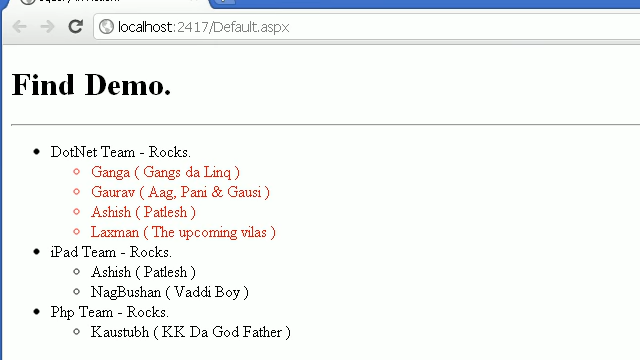 localhost:2417/Default.aspx
Find Demo.
DotNet Team - Rocks.
Ganga ( Gangs da Linq )
Gaurav ( Aag, Pani & Gausi )
Ashish ( Patlesh )
Laxman ( The upcoming vilas )
iPad Team - Rocks.
Ashish ( Patlesh )
NagBushan ( Vaddi Boy )
Php Team - Rocks.
Kaustubh ( KK Da God Father )